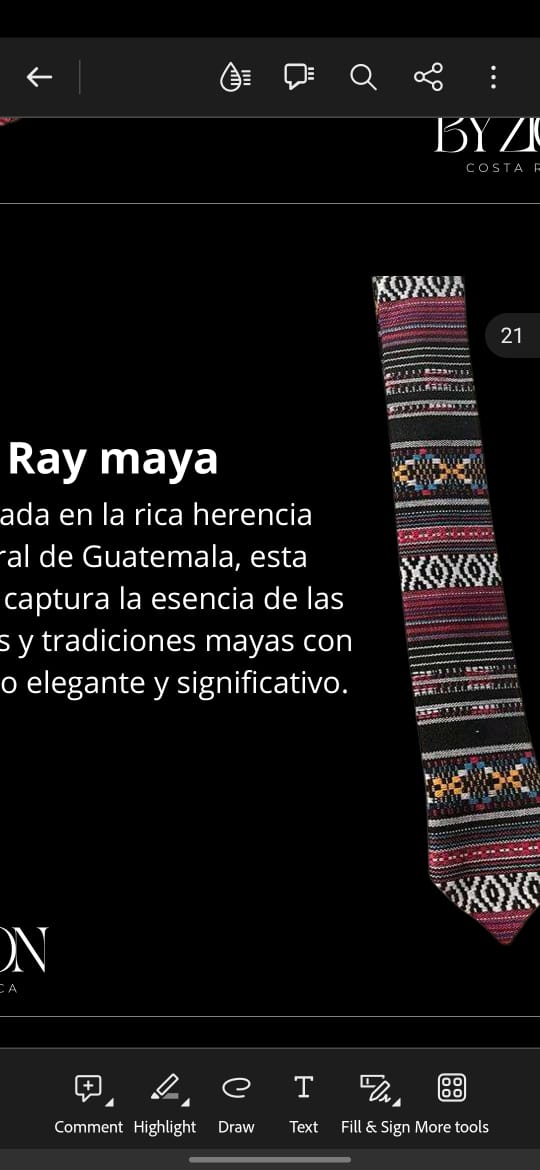 BY ZI
COSTA R
21
Ray maya
ada en la rica herencia
ral de Guatemala, esta
captura la esencia de las
s y tradiciones mayas con
o elegante y significativo.
ON
CA
Comment Highlight Draw Text Fill & Sign More tools